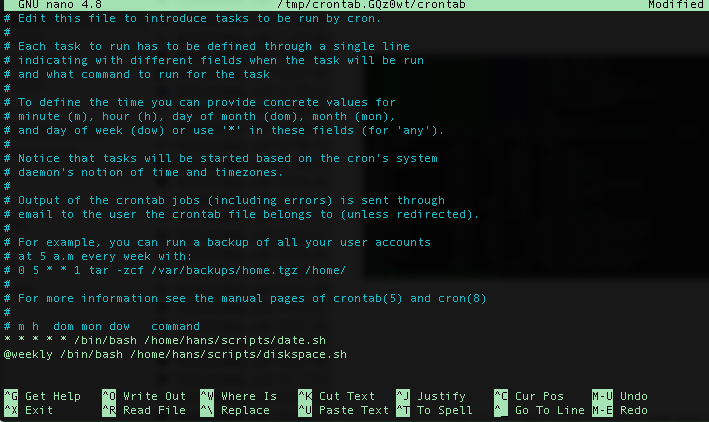 GNU nano 4.8 /tmp/crontab.GQz0wt/crontab Modified
# Edit this file to introduce tasks to be run by cron.
#
# Each task to run has to be defined through a single line
# indicating with different fields when the task will be run
# and what command to run for the task
#
# To define the time you can provide concrete values for
# minute (m), hour (h), day of month (dom), month (mon),
# and day of week (dow) or use '*' in these fields (for 'any').
#
# Notice that tasks will be started based on the cron's system
# daemon's notion of time and timezones.
#
# Output of the crontab jobs (including errors) is sent through
# email to the user the crontab file belongs to (unless redirected).
#
# For example, you can run a backup of all your user accounts
# at 5 a.m every week with:
# 0 5 * * 1 tar -zcf /var/backups/home.tgz /home/
#
# For more information see the manual pages of crontab(5) and cron(8)
#
# m h  dom mon dow   command
* * * * * /bin/bash /home/hans/scripts/date.sh
@weekly /bin/bash /home/hans/scripts/diskspace.sh
^G Get Help ^O Write Out ^W Where Is ^K Cut Text ^J Justify ^C Cur Pos M-U Undo
^X Exit ^R Read File ^\ Replace ^U Paste Text ^T To Spell ^_ Go To Line M-E Redo